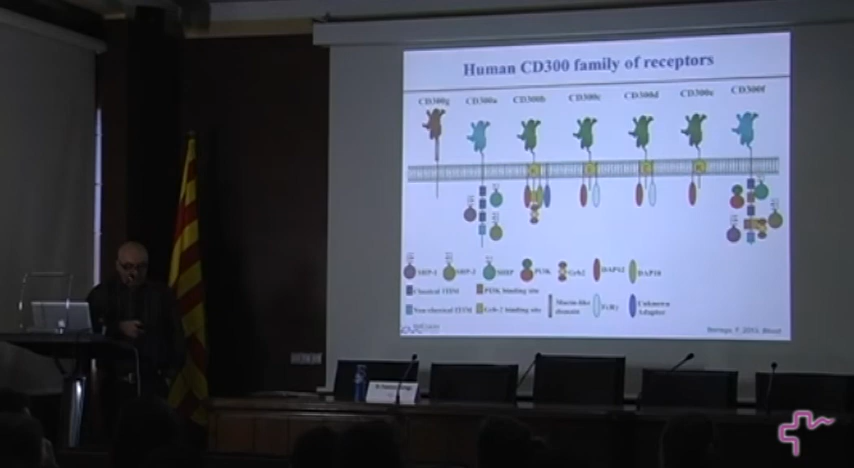 Human CD300 family of receptors
CD300g CD300a CD300b CD300c CD300d CD300e CD300f
SHP-1 SHP-2 SHIP PI3K Grb2 DAP12 DAP10
Classical ITIM PI3K binding site Mucin-like domain FcRγ Unknown Adaptor
Non-classical ITIM Grb-2 binding site
Borrego, F. 2013. Blood